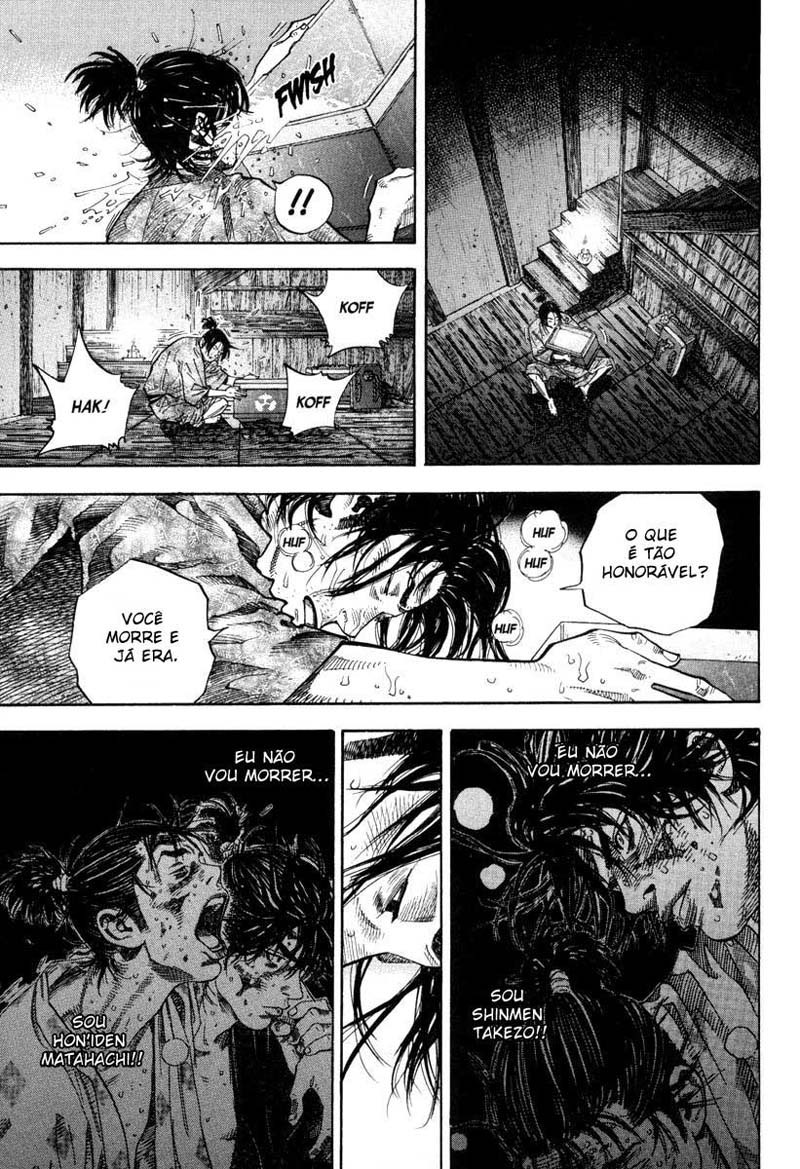 FWISH
!!
KOFF
KOFF
HAK!
O QUE
É TÃO
HONORÁVEL?
HUF
HUF
HUF
VOCÊ
MORRE E
JÁ ERA.
EU NÃO
VOU MORRER...
SOU
SHINMEN
TAKEZO!!
EU NÃO
VOU MORRER...
SOU
HON'IDEN
MATAHACHI!!